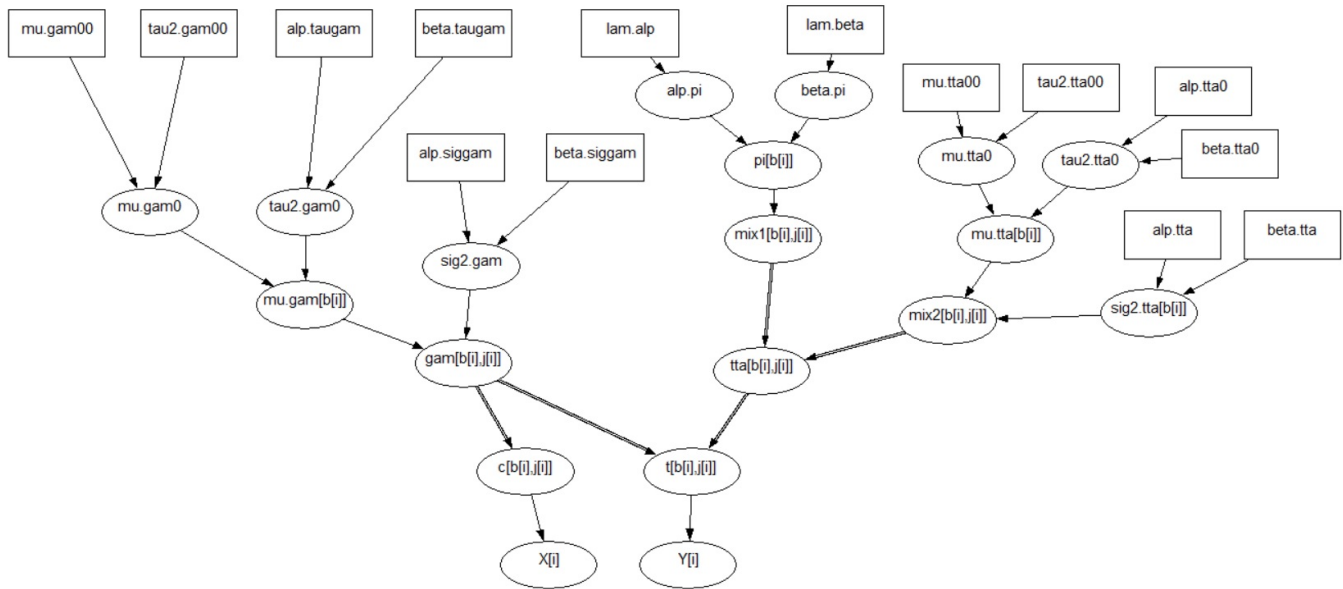 mu.gam00
tau2.gam00
alp.taugam
beta.taugam
lam.alp
lam.beta
alp.pi
beta.pi
mu.tta00
tau2.tta00
alp.tta0
alp.siggam
beta.siggam
pi[b[i]]
mu.tta0
tau2.tta0
beta.tta0
mu.gam0
tau2.gam0
mix1[b[i],j[i]]
mu.tta[b[i]]
alp.tta
beta.tta
sig2.gam
mu.gam[b[i]]
mix2[b[i],j[i]]
sig2.tta[b[i]]
gam[b[i],j[i]]
tta[b[i],j[i]]
c[b[i],j[i]]
t[b[i],j[i]]
X[i]
Y[i]